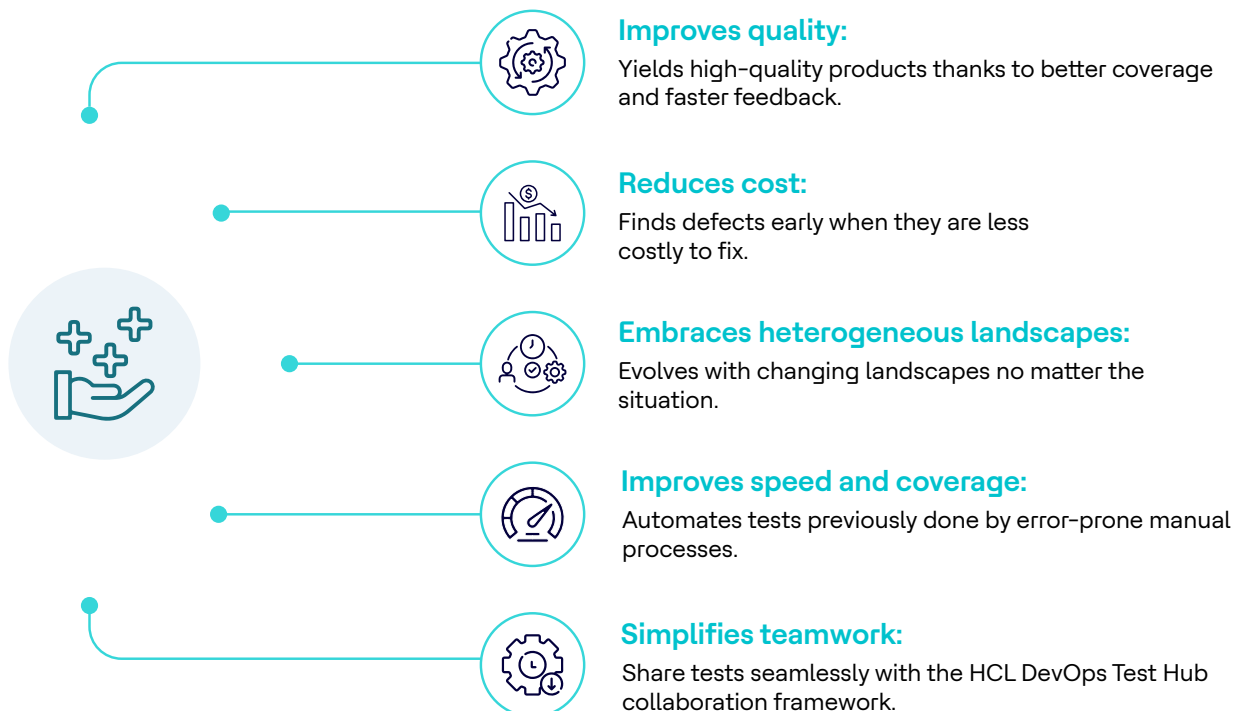 Improves quality:
Yields high-quality products thanks to better coverage
and faster feedback.
$
Reduces cost:
Finds defects early when they are less
costly to fix.
Embraces heterogeneous landscapes:
Evolves with changing landscapes no matter the
situation.
Improves speed and coverage:
Automates tests previously done by error-prone manual
processes.
Simplifies teamwork:
Share tests seamlessly with the HCL DevOps Test Hub
collaboration framework.